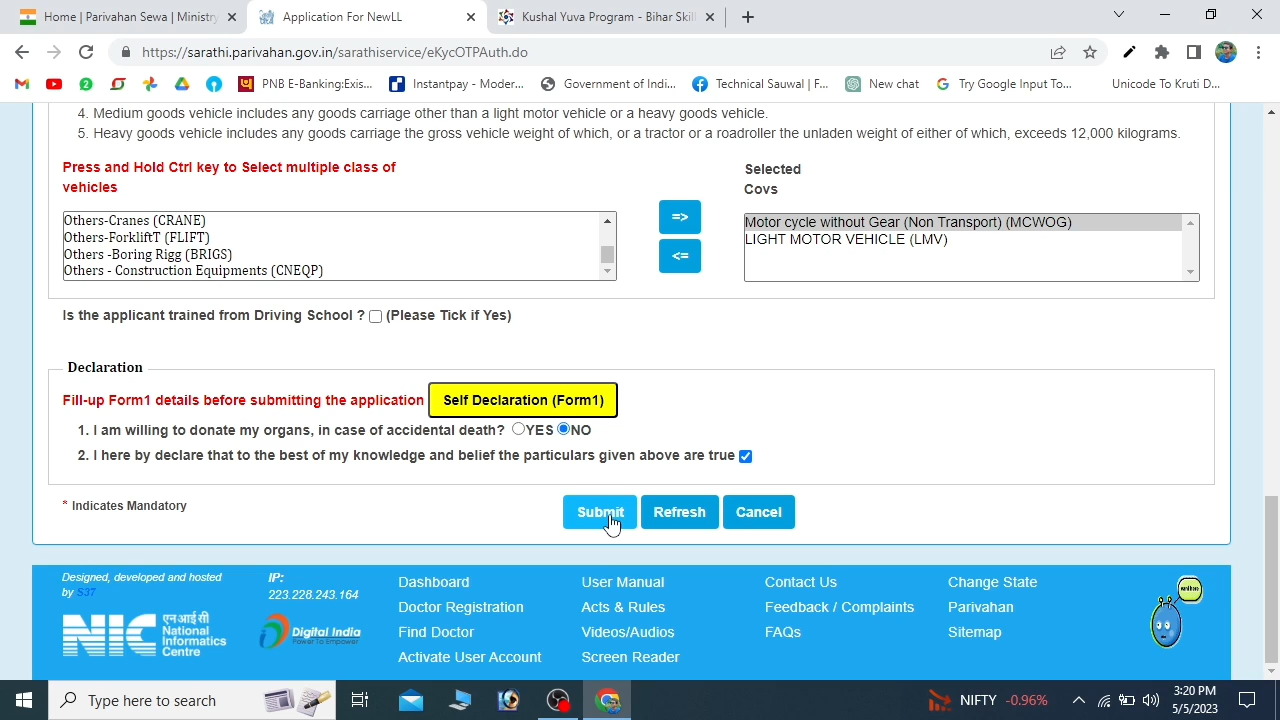 Home | Parivahan Sewa | Ministry
Application For NewLL
Kushal Yuva Program - Bihar Skill
https://sarathi.parivahan.gov.in/sarathiservice/eKycOTPAuth.do
2
PNB E-Banking:Exis...
Instantpay - Moder...
Government of Indi...
Technical Sauwal | F...
New chat
Try Google Input To...
Unicode To Kruti D...
4. Medium goods vehicle includes any goods carriage other than a light motor vehicle or a heavy goods vehicle.
5. Heavy goods vehicle includes any goods carriage the gross vehicle weight of which, or a tractor or a roadroller the unladen weight of either of which, exceeds 12,000 kilograms.
Press and Hold Ctrl key to Select multiple class of
vehicles
Selected
Covs
Others-Cranes (CRANE)
Others-ForkliftT (FLIFT)
Others -Boring Rigg (BRIGS)
Others - Construction Equipments (CNEQP)
=>
<=
Motor cycle without Gear (Non Transport) (MCWOG)
LIGHT MOTOR VEHICLE (LMV)
Is the applicant trained from Driving School ? (Please Tick if Yes)
Declaration
Fill-up Form1 details before submitting the application Self Declaration (Form1)
1. I am willing to donate my organs, in case of accidental death? YES NO
2. I here by declare that to the best of my knowledge and belief the particulars given above are true
* Indicates Mandatory
Submit Refresh Cancel
Designed, developed and hosted
by S37
IP:
223.228.243.164
NIC
एनआईसी
National
Informatics
Centre
Digital India
Power To Empower
Dashboard
Doctor Registration
Find Doctor
Activate User Account
User Manual
Acts & Rules
Videos/Audios
Screen Reader
Contact Us
Feedback / Complaints
FAQs
Change State
Parivahan
Sitemap
Type here to search
NIFTY -0.96%
3:20 PM
5/5/2023